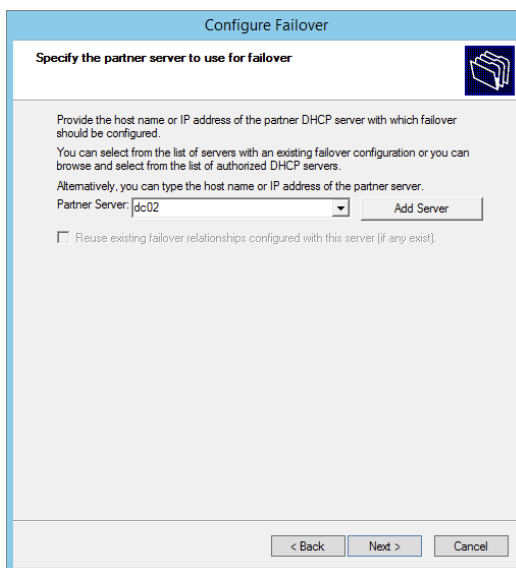 Configure Failover
Specify the partner server to use for failover
Provide the host name or IP address of the partner DHCP server with which failover
should be configured.
You can select from the list of servers with an existing failover configuration or you can
browse and select from the list of authorized DHCP servers.
Alternatively, you can type the host name or IP address of the partner server.
Partner Server: dc02 Add Server
Reuse existing failover relationships configured with this server (if any exist).
< Back Next > Cancel